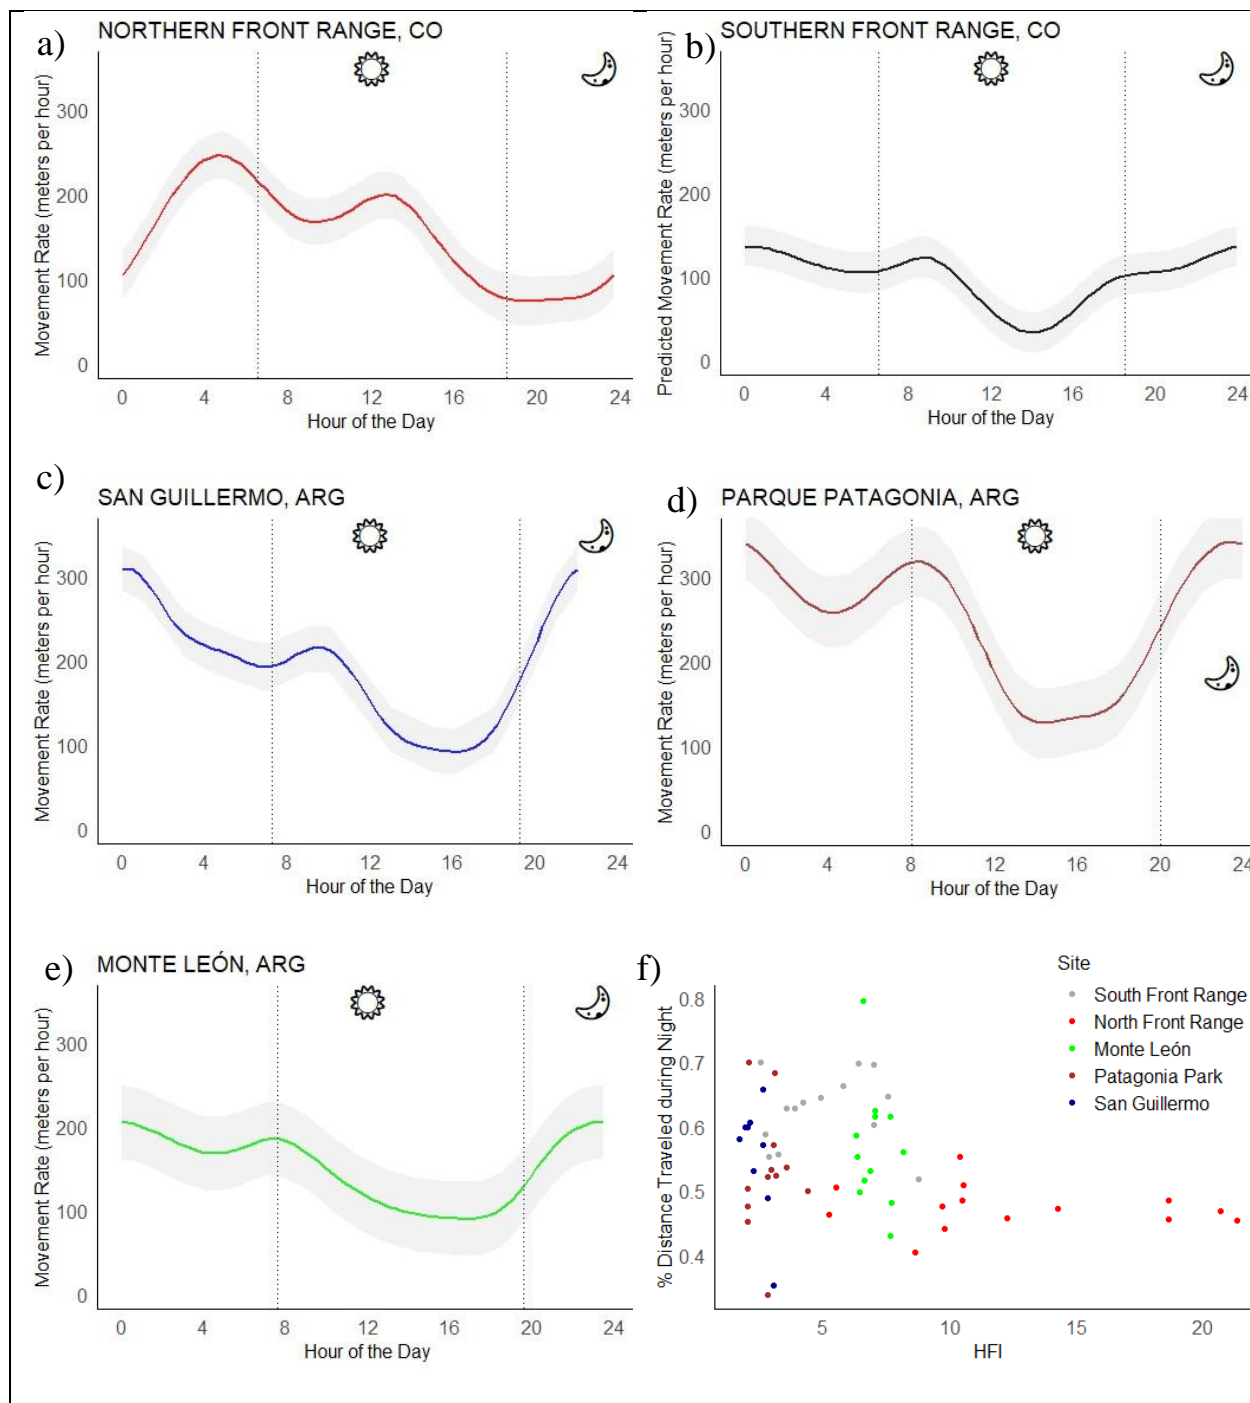 a)
NORTHERN FRONT RANGE, CO
Movement Rate (meters per hour)
300
200
100
0
0 4 8 12 16 20 24
Hour of the Day
b)
SOUTHERN FRONT RANGE, CO
Predicted Movement Rate (meters per hour)
300
200
100
0
0 4 8 12 16 20 24
Hour of the Day
c)
SAN GUILLERMO, ARG
Movement Rate (meters per hour)
300
200
100
0
0 4 8 12 16 20 24
Hour of the Day
d)
PARQUE PATAGONIA, ARG
Movement Rate (meters per hour)
300
200
100
0
0 4 8 12 16 20 24
Hour of the Day
e)
MONTE LEÓN, ARG
Movement Rate (meters per hour)
300
200
100
0
0 4 8 12 16 20 24
Hour of the Day
f)
Site
South Front Range
North Front Range
Monte León
Patagonia Park
San Guillermo
% Distance Traveled during Night
0.8
0.7
0.6
0.5
0.4
5 10 15 20
HFI